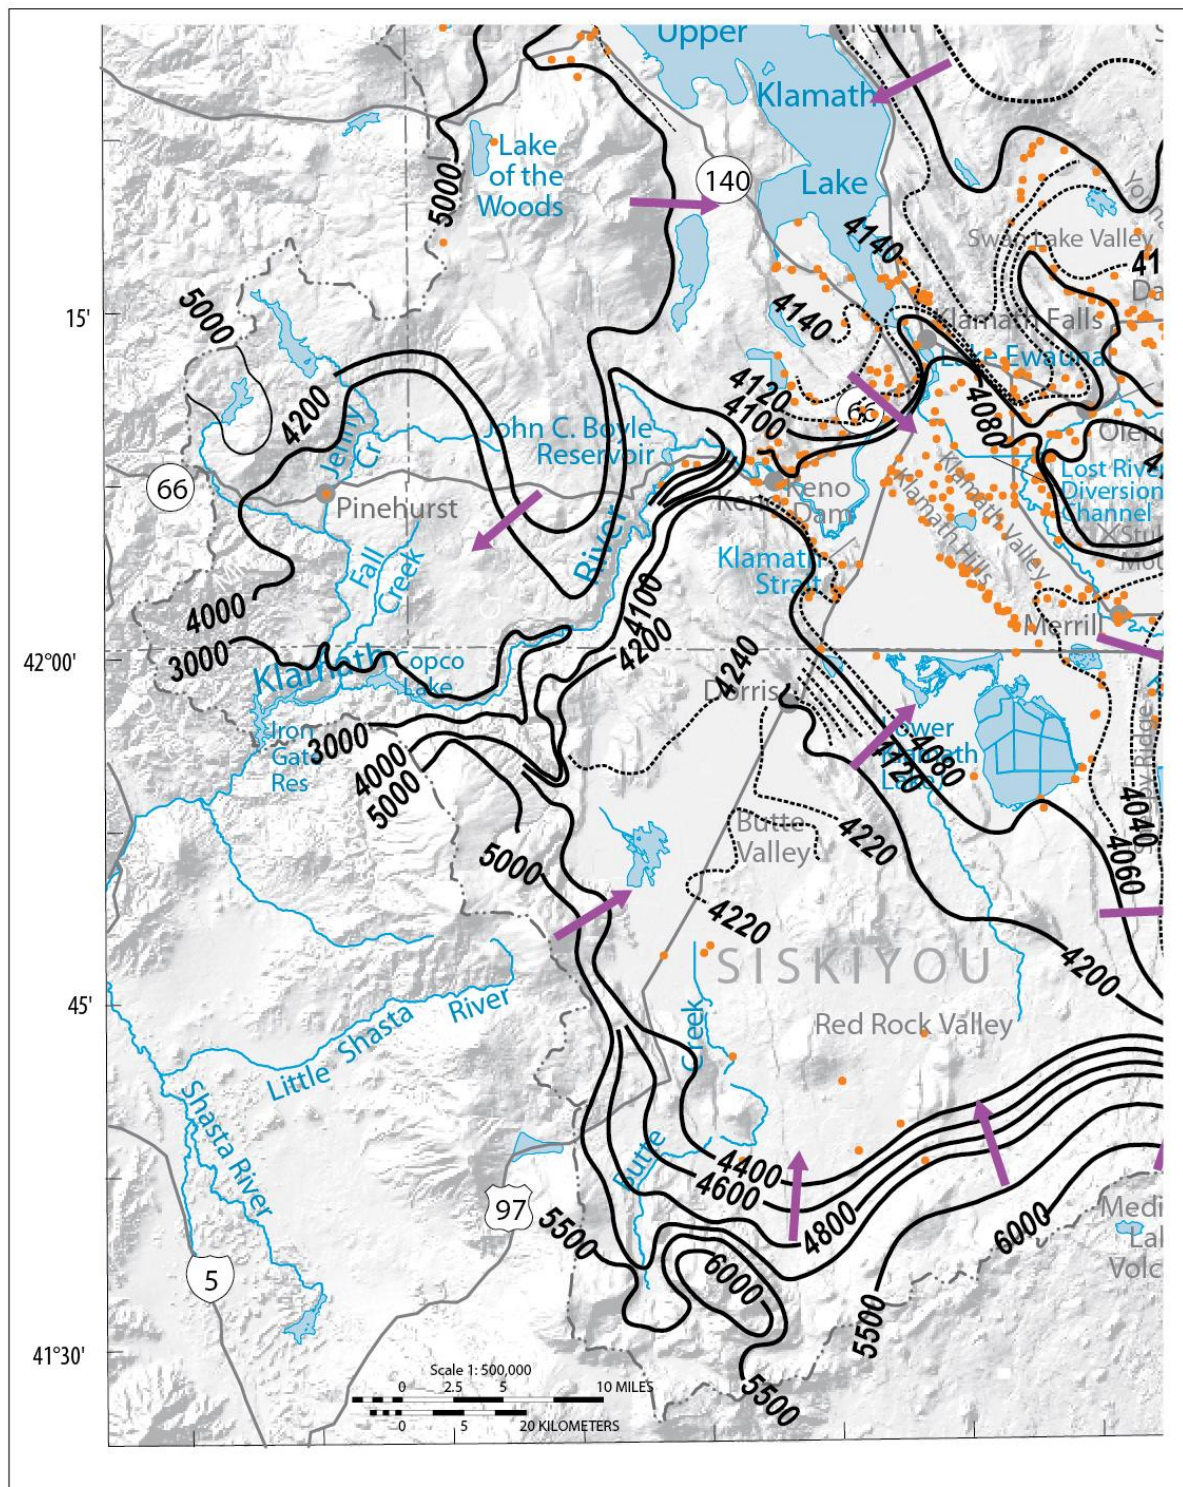 Upper
Klamath
Lake
Lake
of the
Woods
140
5000
4140
Swan Lake Valley
15'
5000
4140
Klamath Falls
Lake Ewauna
4200
Jenny
Cr
4120
4100
66
4080
John C. Boyle
Reservoir
66
Pinehurst
Keno
Keno
Dam
Klamath Hills
Klamath Valley
Lost River
Diversion
Channel
Fall
Creek
River
Klamath
Strait
4000
4100
4200
Merrill
3000
42°00'
Klamath
Copco
Lake
4240
Dorris
Iron
Gate
Res
3000
4000
5000
Lower
Klamath
Lake
4120
4080
4040
4060
5000
Butte
Valley
4220
4220
SISKIYOU
4200
45'
Little Shasta River
Creek
Red Rock Valley
Shasta River
Butte
4400
4600
4800
97
5500
6000
6000
5
5500
41°30'
Scale 1: 500,000
0 2.5 5 10 MILES
0 5 20 KILOMETERS
5500